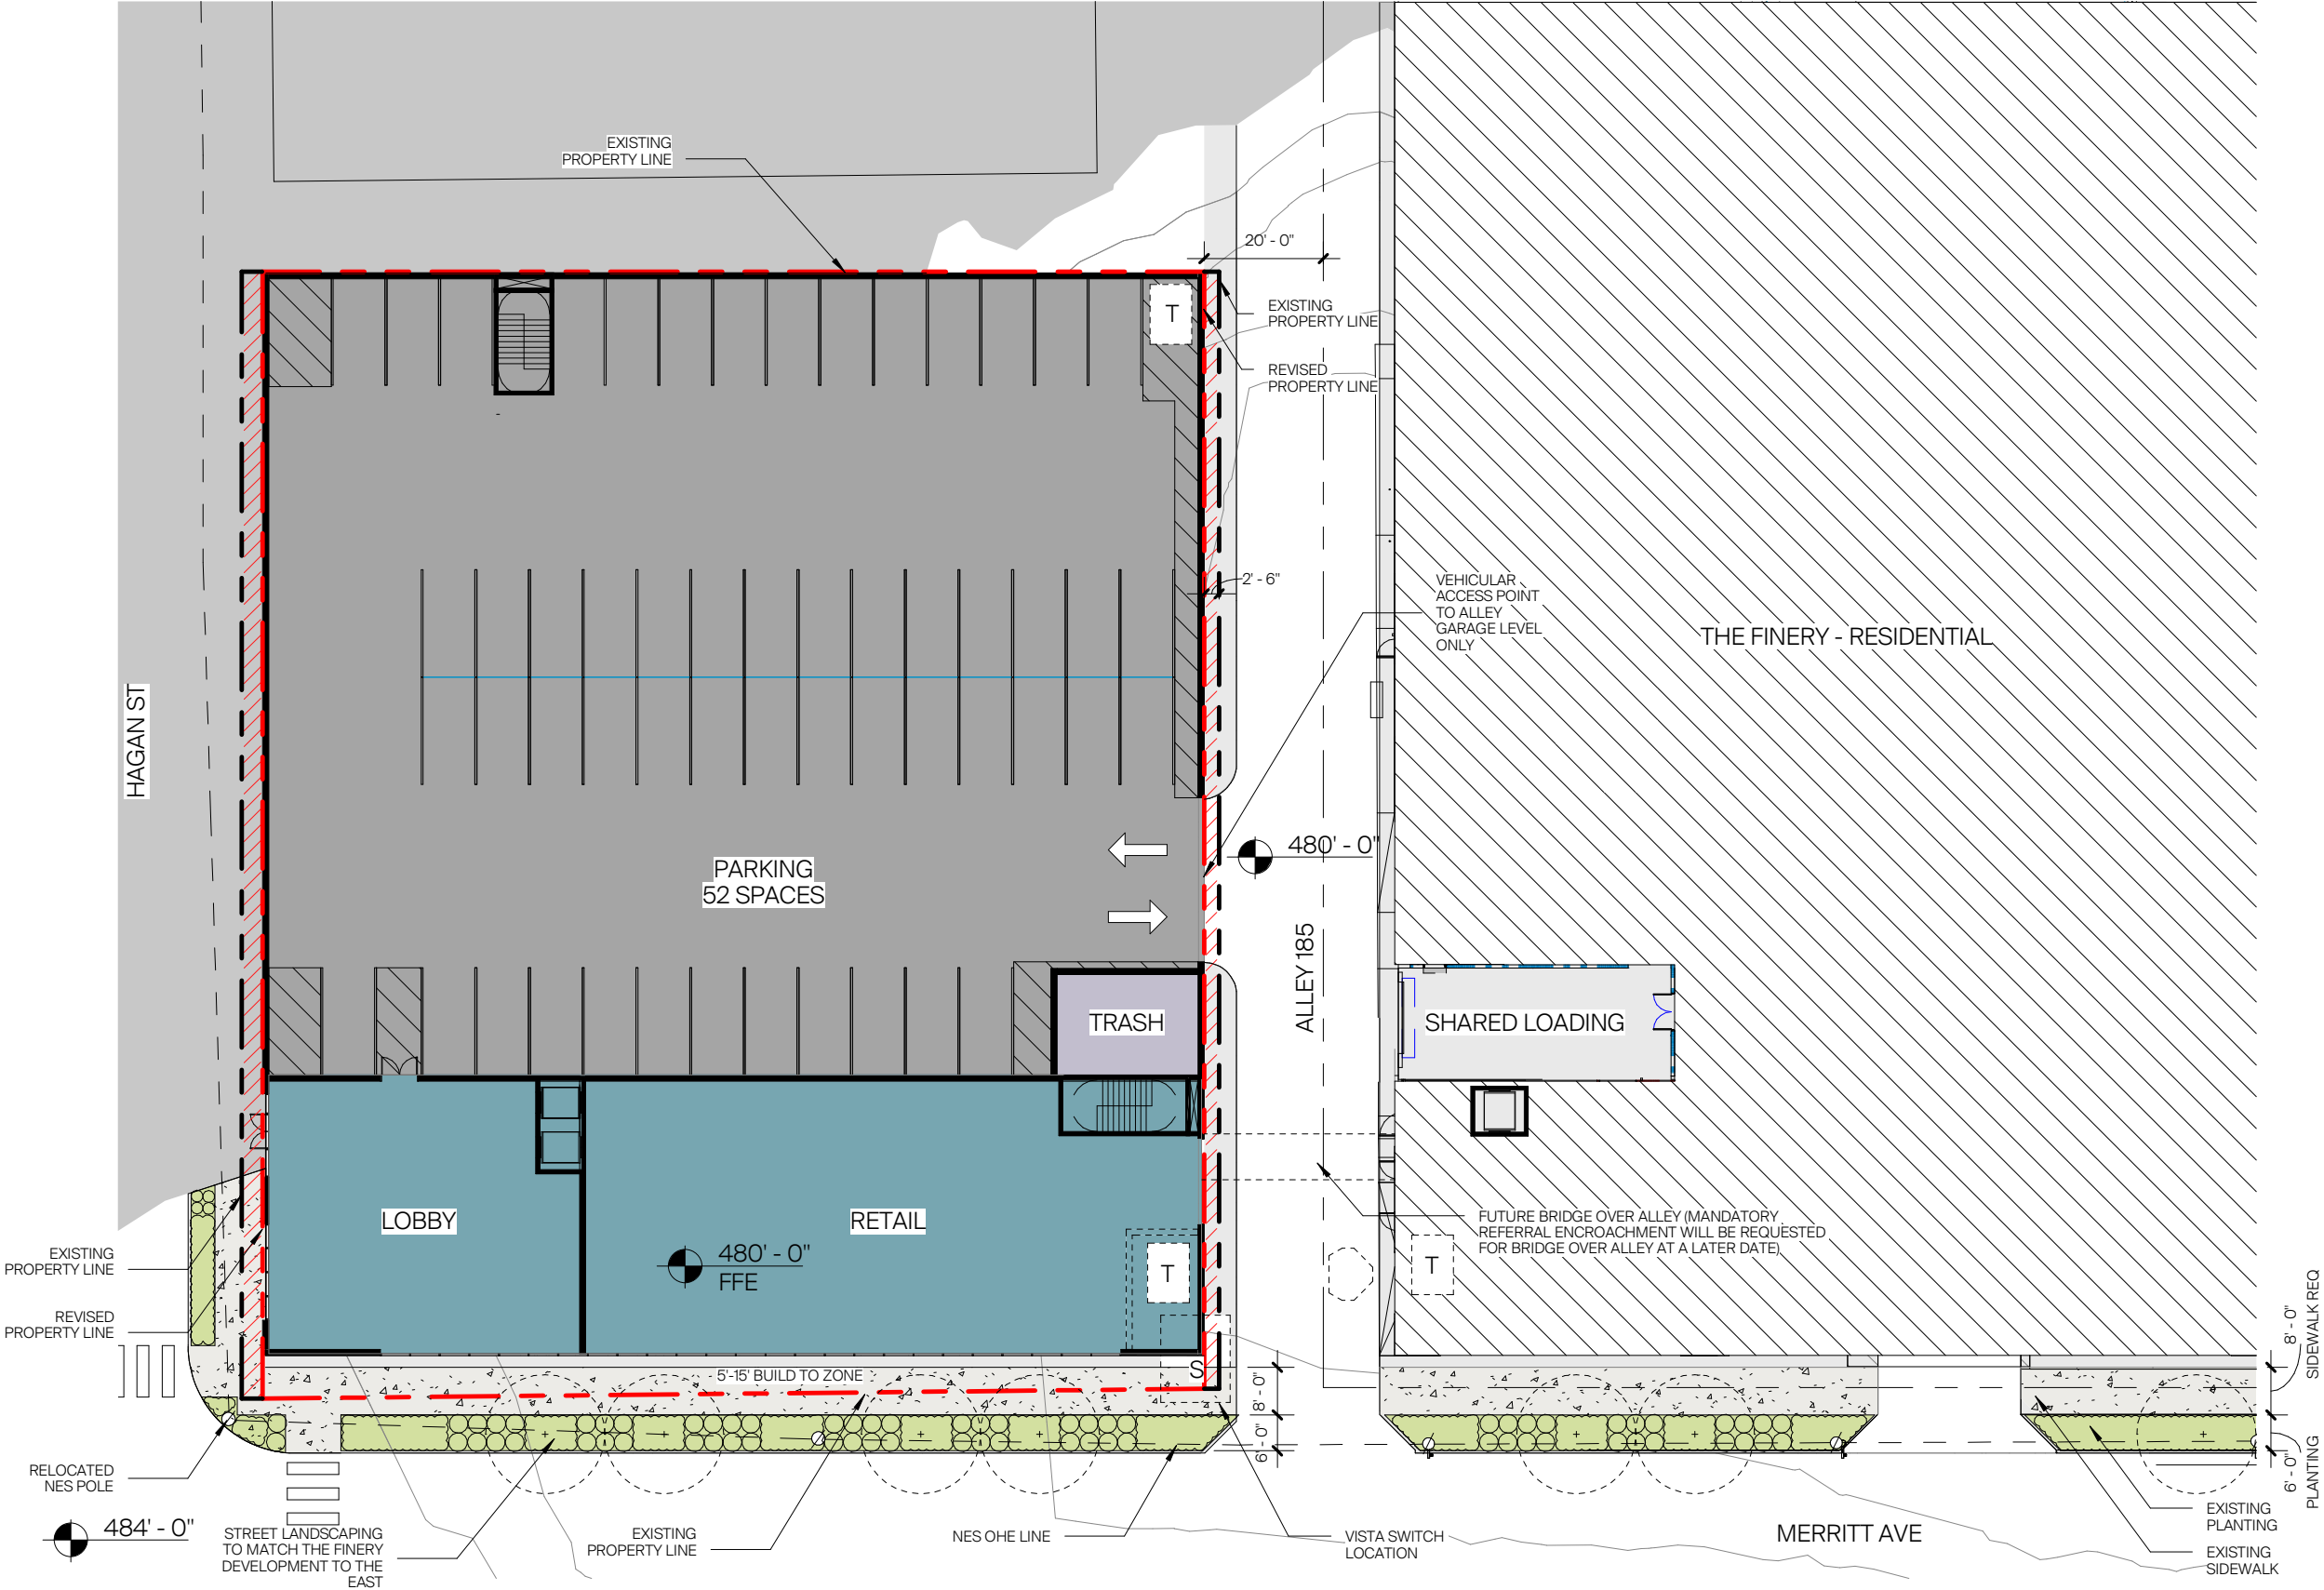 EXISTING
PROPERTY LINE
20' - 0"
T
EXISTING
PROPERTY LINE
REVISED
PROPERTY LINE
2' - 6"
VEHICULAR
ACCESS POINT
TO ALLEY
GARAGE LEVEL
ONLY
THE FINERY - RESIDENTIAL
HAGAN ST
PARKING
52 SPACES
480' - 0"
ALLEY 185
TRASH
SHARED LOADING
LOBBY
RETAIL
480' - 0"
FFE
T
T
FUTURE BRIDGE OVER ALLEY (MANDATORY
REFERRAL ENCROACHMENT WILL BE REQUESTED
FOR BRIDGE OVER ALLEY AT A LATER DATE)
EXISTING
PROPERTY LINE
REVISED
PROPERTY LINE
5'-15' BUILD TO ZONE
S
8' - 0"
6' - 0"
8' - 0"
SIDEWALK REQ
6' - 0"
PLANTING
RELOCATED
NES POLE
484' - 0"
STREET LANDSCAPING
TO MATCH THE FINERY
DEVELOPMENT TO THE
EAST
EXISTING
PROPERTY LINE
NES OHE LINE
VISTA SWITCH
LOCATION
MERRITT AVE
EXISTING
PLANTING
EXISTING
SIDEWALK